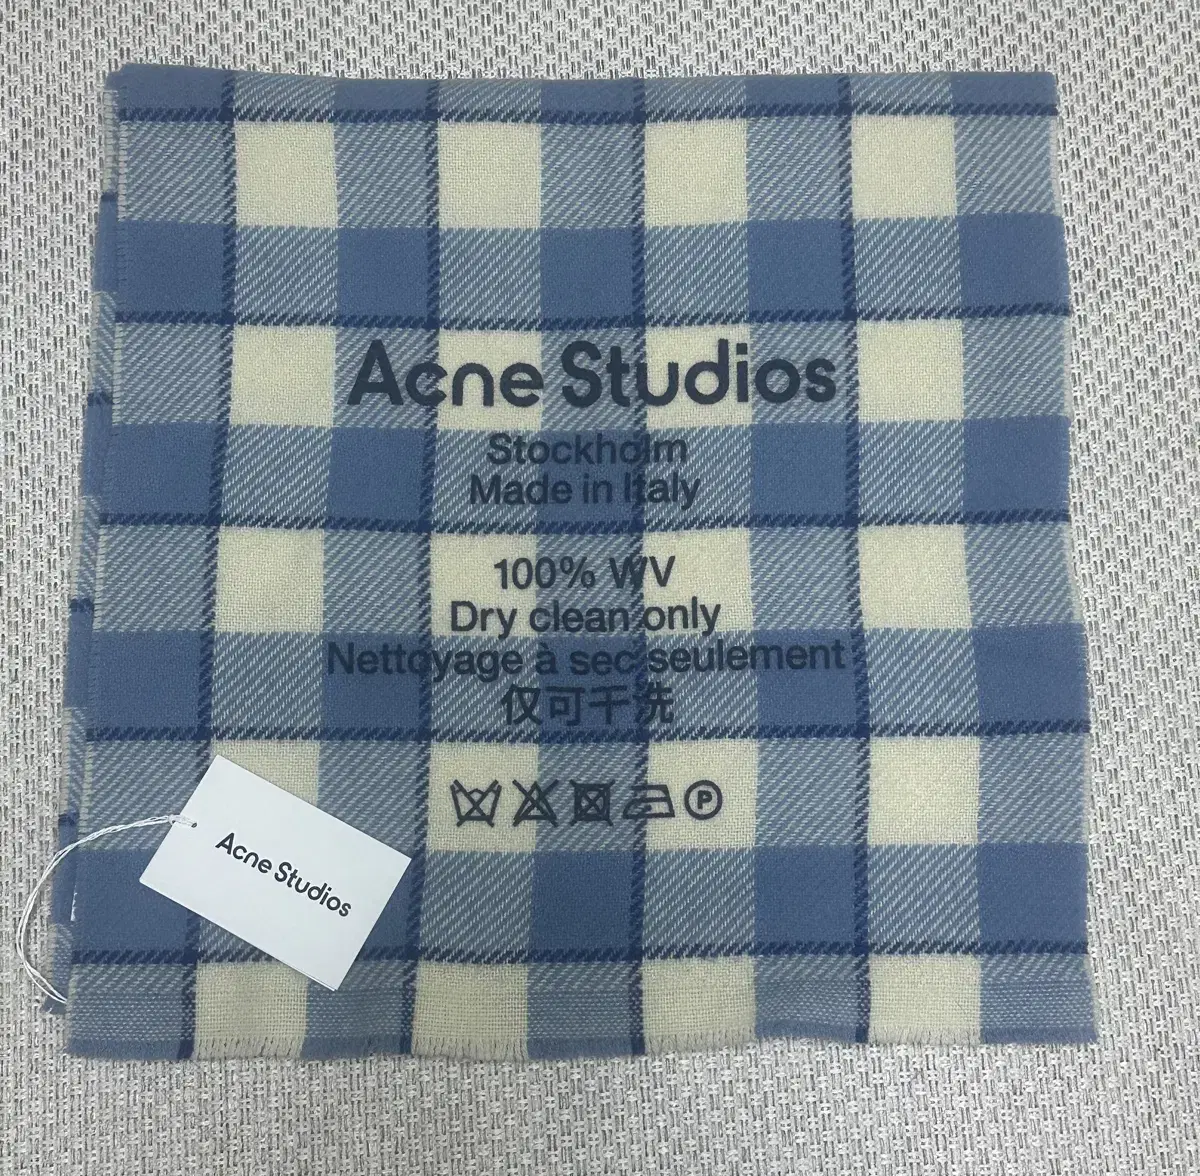 Acne Studios
Stockholm
Made in Italy
100% WV
Dry clean only
Nettoyage à sec seulement
仅可干洗
P
Acne Studios